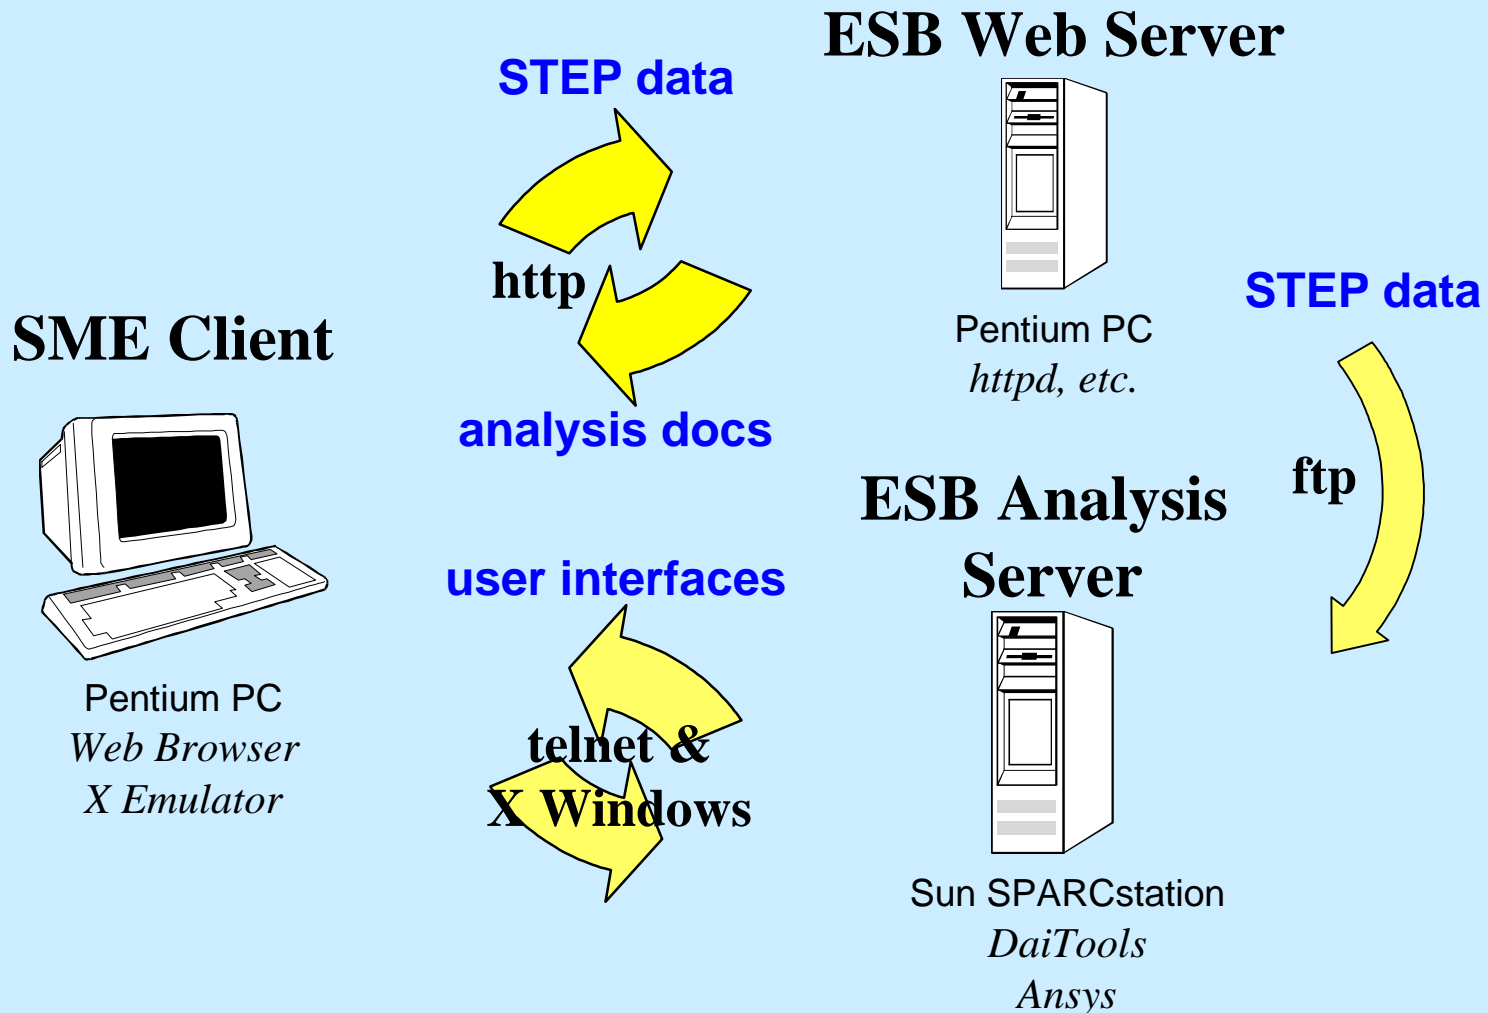 ESB Web Server
STEP data
http
analysis docs
SME Client
Pentium PC
Web Browser
X Emulator
Pentium PC
httpd, etc.
STEP data
ftp
ESB Analysis
Server
user interfaces
telnet &
X Windows
Sun SPARCstation
DaiTools
Ansys